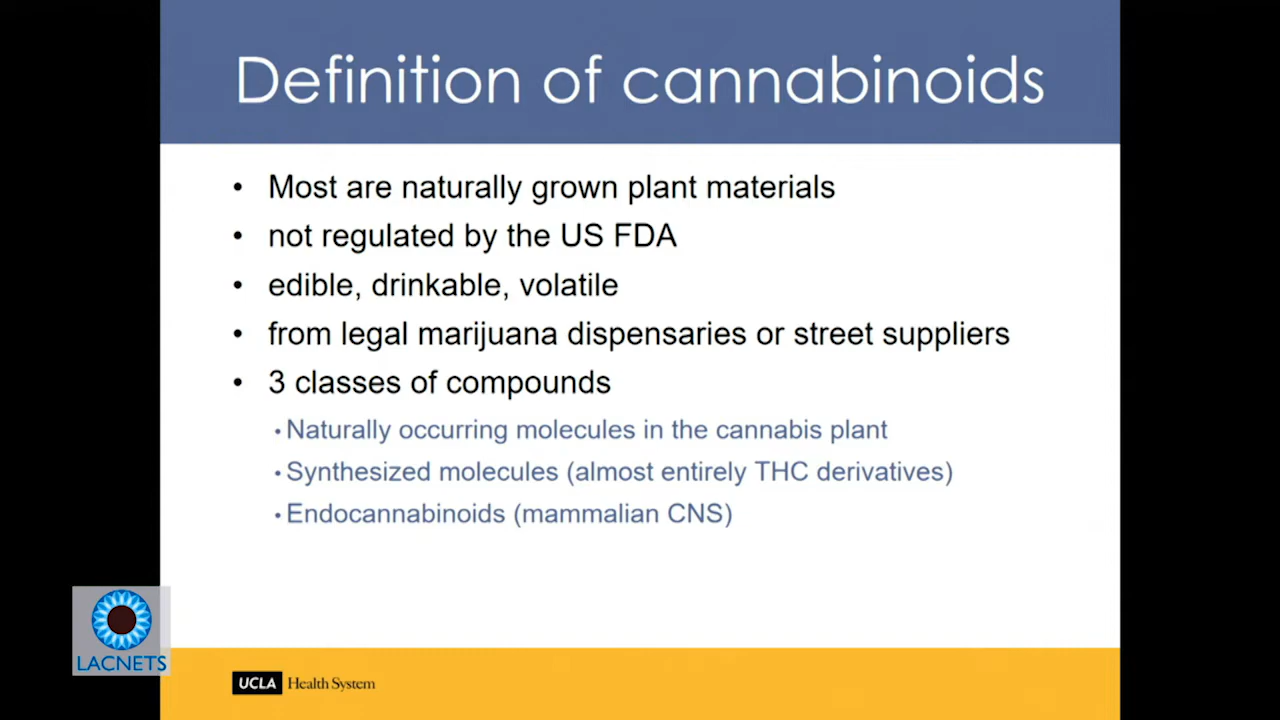 Definition of cannabinoids
• Most are naturally grown plant materials
• not regulated by the US FDA
• edible, drinkable, volatile
• from legal marijuana dispensaries or street suppliers
• 3 classes of compounds
• Naturally occurring molecules in the cannabis plant
• Synthesized molecules (almost entirely THC derivatives)
• Endocannabinoids (mammalian CNS)
LACNETS
UCLA Health System